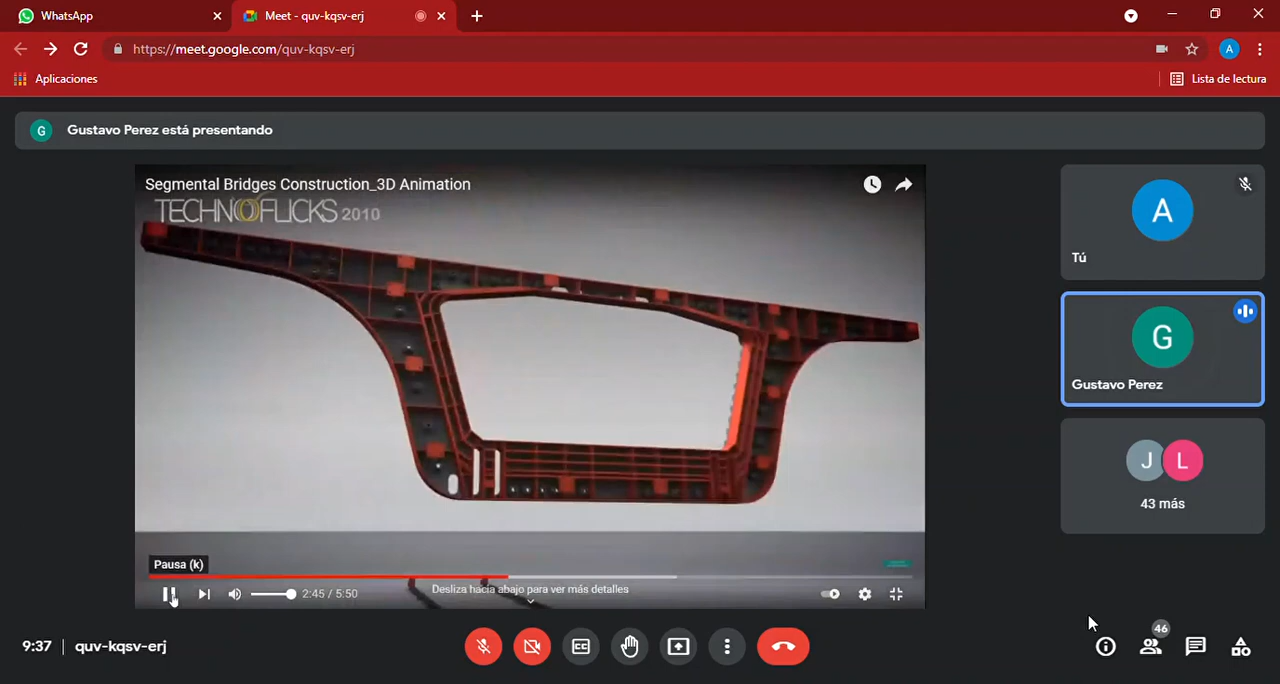 WhatsApp
Meet - quv-kqsv-erj
https://meet.google.com/quv-kqsv-erj
A
Aplicaciones
Lista de lectura
G
Gustavo Perez está presentando
Segmental Bridges Construction_3D Animation
TECHNOFLICKS 2010
A
Tú
G
Gustavo Perez
J
L
43 más
Pausa (k)
Desliza hacia abajo para ver más detalles
2:45 / 5:50
9:37
quv-kqsv-erj
CC
46